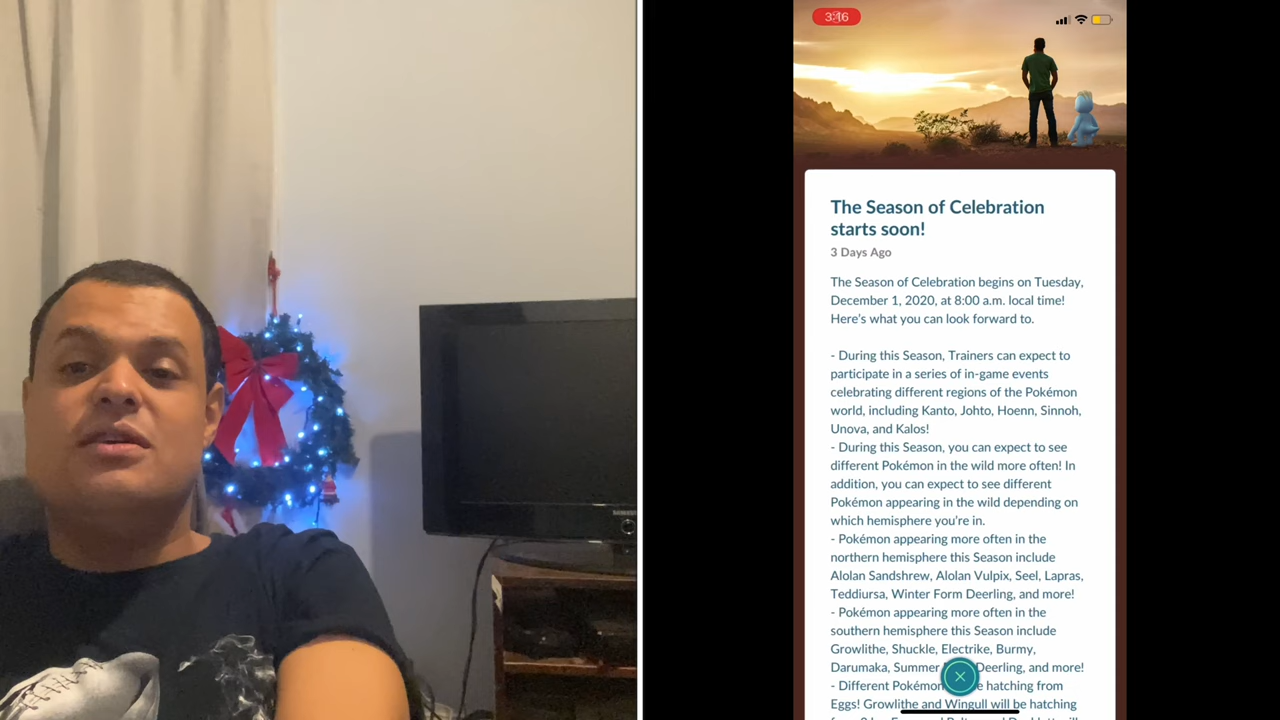 3:16
The Season of Celebration
starts soon!
3 Days Ago
The Season of Celebration begins on Tuesday,
December 1, 2020, at 8:00 a.m. local time!
Here's what you can look forward to.
- During this Season, Trainers can expect to
participate in a series of in-game events
celebrating different regions of the Pokémon
world, including Kanto, Johto, Hoenn, Sinnoh,
Unova, and Kalos!
- During this Season, you can expect to see
different Pokémon in the wild more often! In
addition, you can expect to see different
Pokémon appearing in the wild depending on
which hemisphere you're in.
- Pokémon appearing more often in the
northern hemisphere this Season include
Alolan Sandshrew, Alolan Vulpix, Seel, Lapras,
Teddiursa, Winter Form Deerling, and more!
- Pokémon appearing more often in the
southern hemisphere this Season include
Growlithe, Shuckle, Electrike, Burmy,
Darumaka, Summer Deerling, and more!
- Different Pokémon hatching from
Eggs! Growlithe and Wingull will be hatching